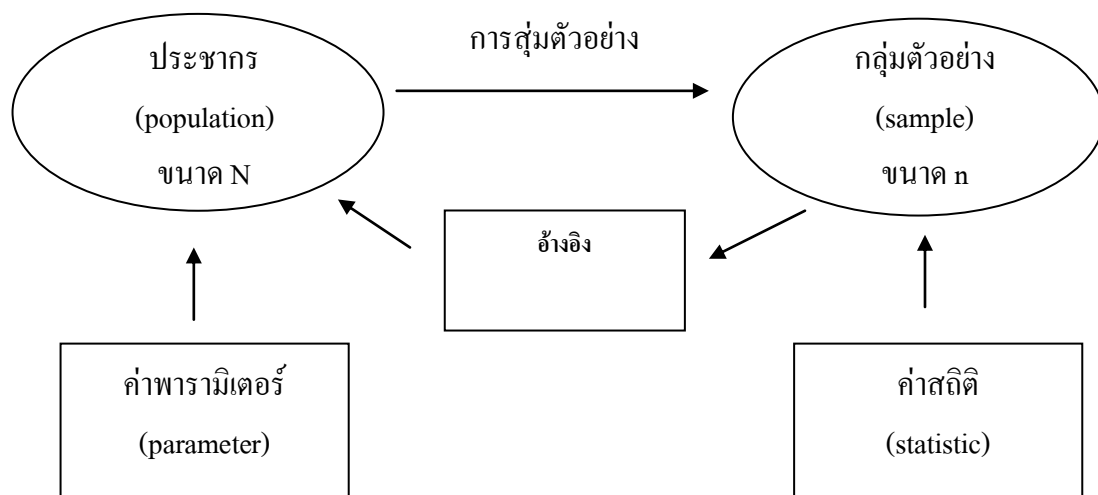 ประชากร
(population)
ขนาด N
การสุ่มตัวอย่าง
กลุ่มตัวอย่าง
(sample)
ขนาด n
อ้างอิง
ค่าพารามิเตอร์
(parameter)
ค่าสถิติ
(statistic)